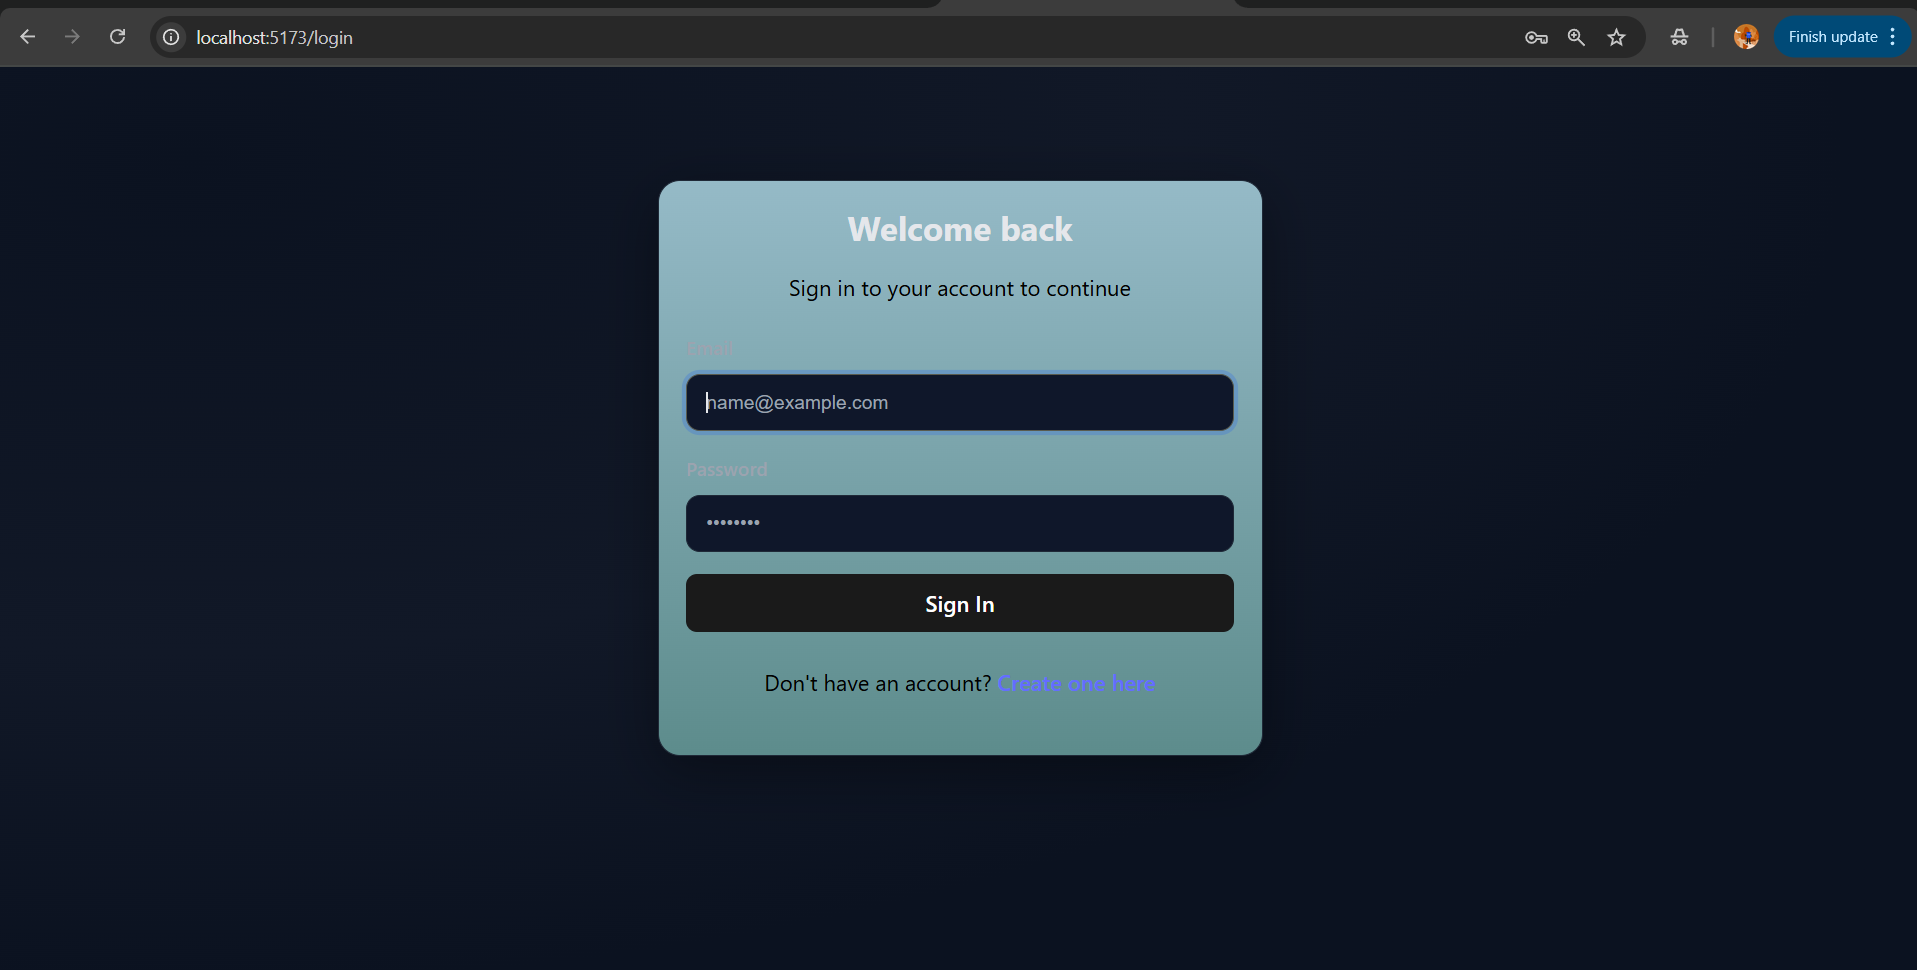 localhost:5173/login
Finish update
Welcome back
Sign in to your account to continue
Email
name@example.com
Password
••••••••
Sign In
Don't have an account? Create one here